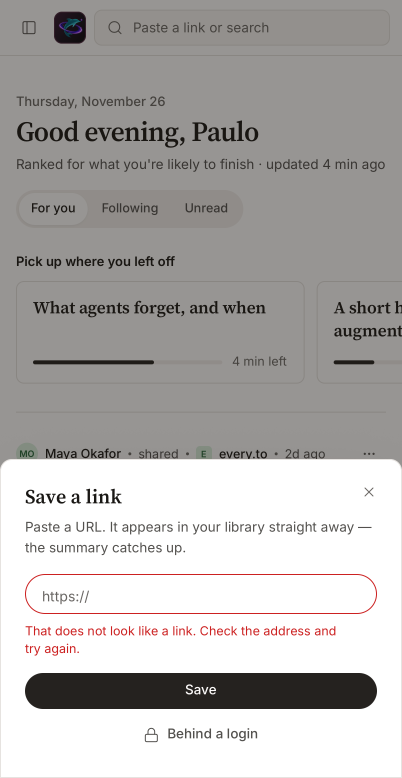 Paste a link or search
Thursday, November 26
Good evening, Paulo
Ranked for what you're likely to finish · updated 4 min ago
For you
Following
Unread
Pick up where you left off
What agents forget, and when
4 min left
A short h
augment
MO Maya Okafor • shared • E every.to • 2d ago ···
Save a link
Paste a URL. It appears in your library straight away —
the summary catches up.
https://
That does not look like a link. Check the address and
try again.
Save
Behind a login